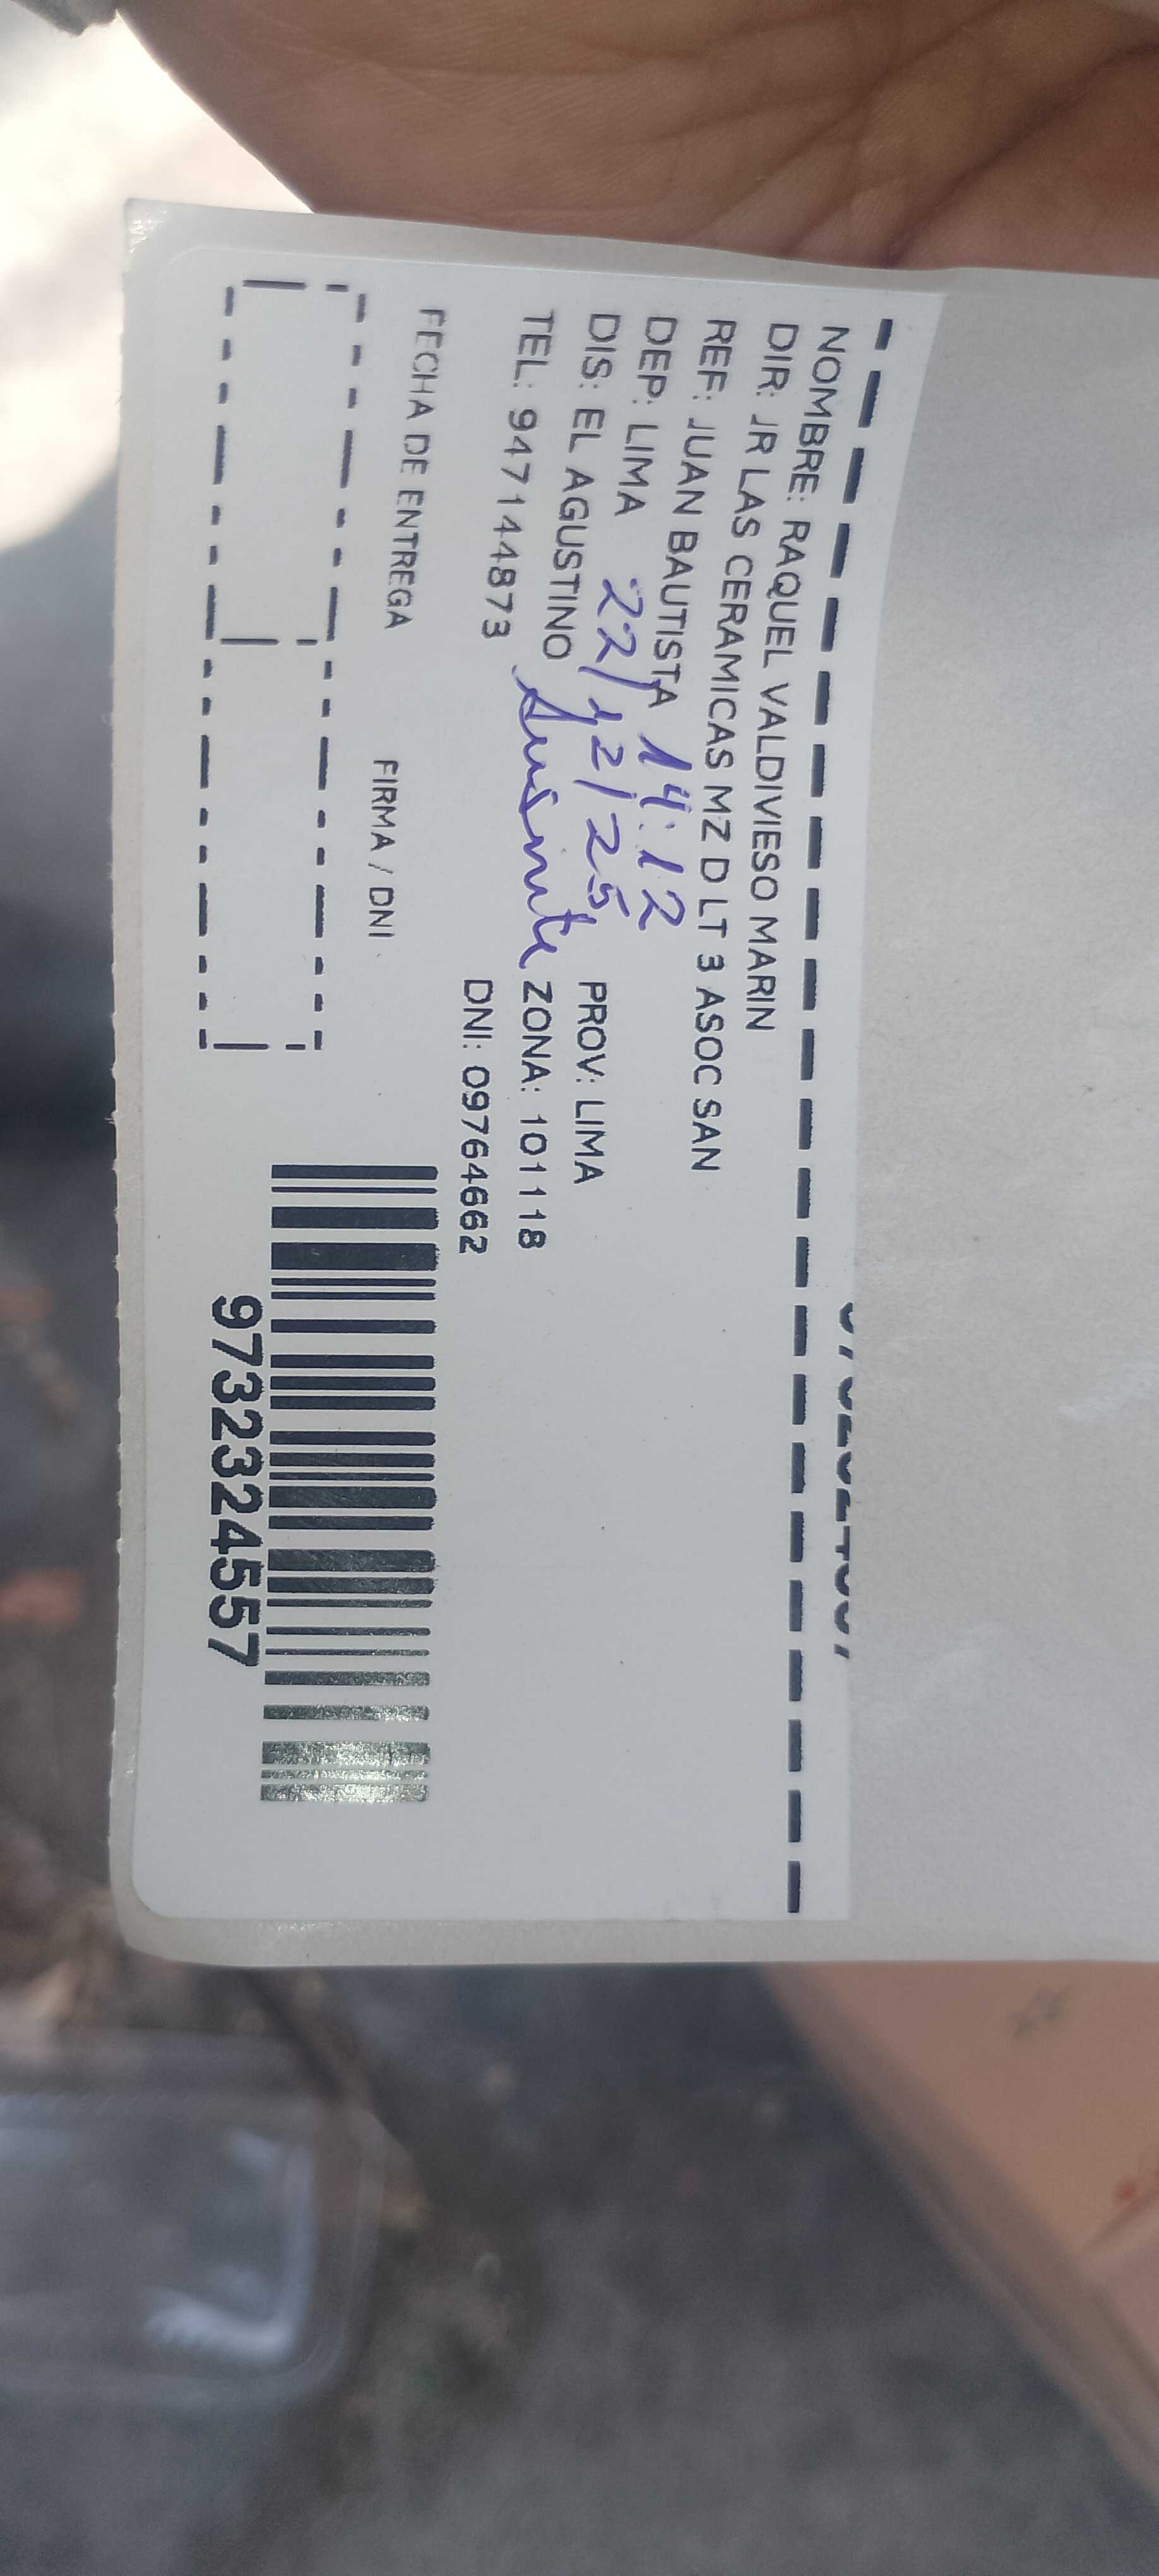 NOMBRE: RAQUEL VALDIVIESO MARIN
DIR: JR LAS CERAMICAS MZ D LT 3 ASOC SAN
REF: JUAN BAUTISTA
14:12
DEP: LIMA
22/12/25
PROV: LIMA
DIS: EL AGUSTINO
Ausente
ZONA: 101118
TEL: 947144873
DNI: 09764662
FECHA DE ENTREGA
FIRMA / DNI
9732324557